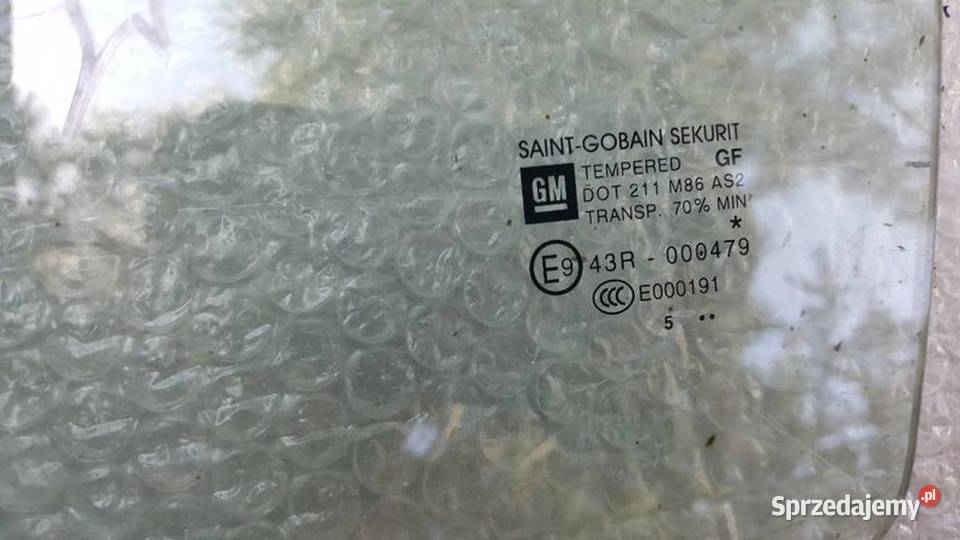 SAINT-GOBAIN SEKURIT
GM
TEMPERED GF
DOT 211 M86 AS2
TRANSP. 70% MIN
*
E9 43R - 000479
CCC E000191
5 ..
Sprzedajemy.pl